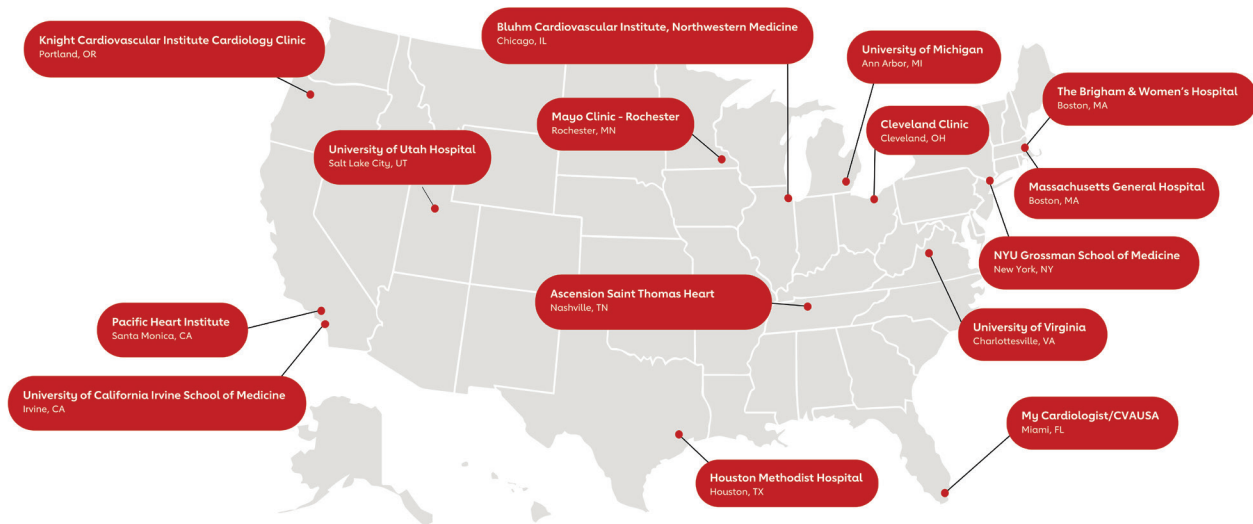 Knight Cardiovascular Institute Cardiology Clinic
Portland, OR
Bluhm Cardiovascular Institute, Northwestern Medicine
Chicago, IL
University of Michigan
Ann Arbor, MI
The Brigham & Women's Hospital
Boston, MA
Mayo Clinic - Rochester
Rochester, MN
Cleveland Clinic
Cleveland, OH
University of Utah Hospital
Salt Lake City, UT
Massachusetts General Hospital
Boston, MA
NYU Grossman School of Medicine
New York, NY
Ascension Saint Thomas Heart
Nashville, TN
Pacific Heart Institute
Santa Monica, CA
University of Virginia
Charlottesville, VA
University of California Irvine School of Medicine
Irvine, CA
My Cardiologist/CVAUSA
Miami, FL
Houston Methodist Hospital
Houston, TX